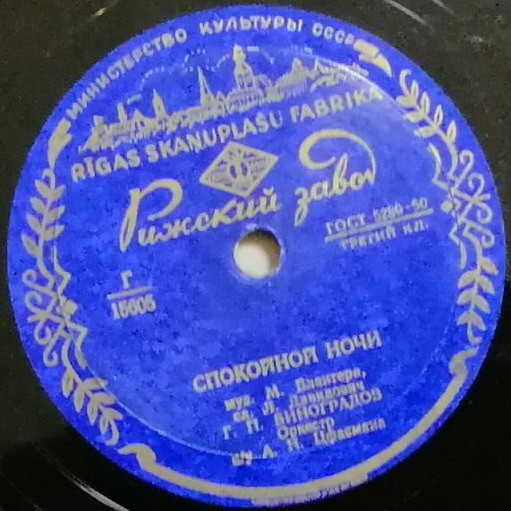 МИНИСТЕРСТВО КУЛЬТУРЫ СССР
RĪGAS SKAŅUPLAŠU FABRIKA
Рижский завод
ГОСТ 5289-50
ТРЕТИЙ КЛ.
Г
15605
СПОКОЙНОЙ НОЧИ
муз. М. Блантера,
сл. Л. Давидович
Г. П. ВИНОГРАДОВ
Оркестр
п/у А. Н. Цфасмана